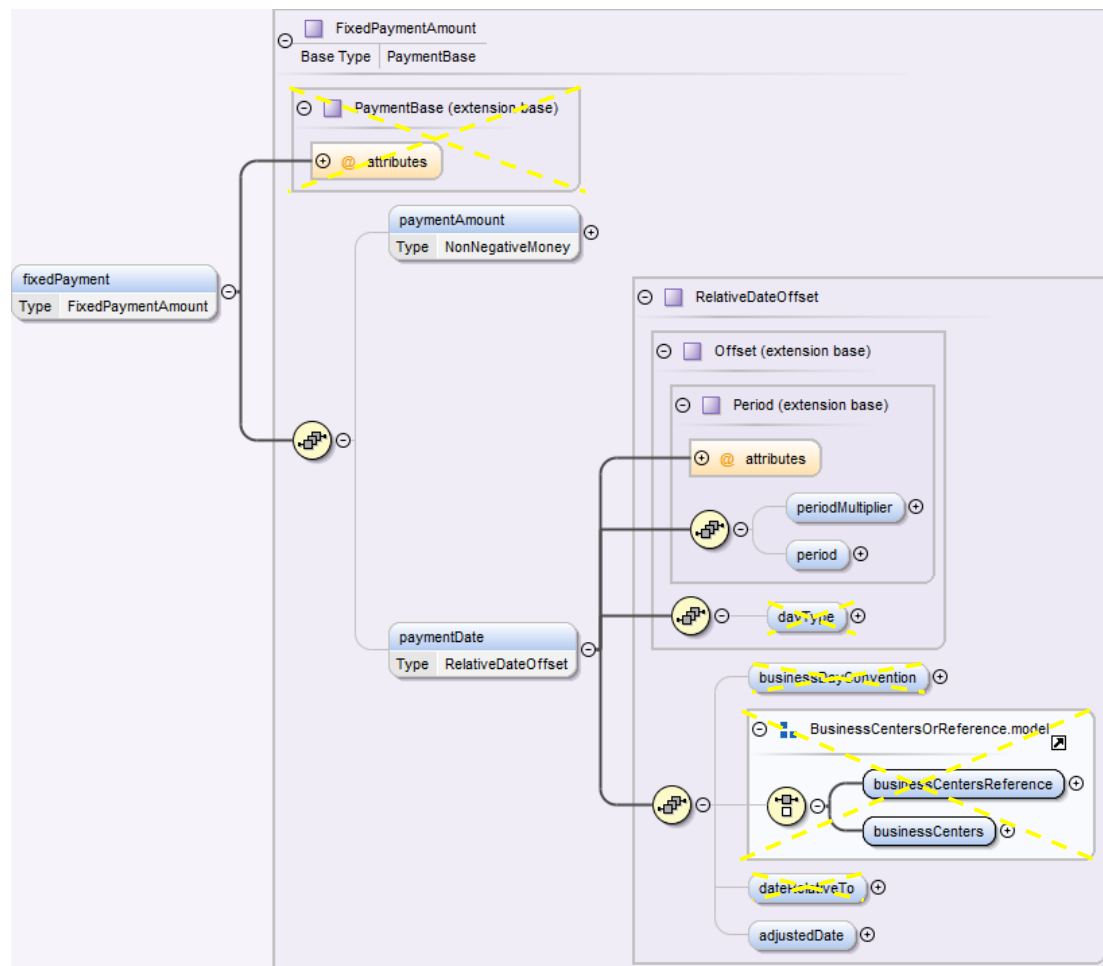 FixedPaymentAmount
Base Type PaymentBase
PaymentBase (extension base)
@ attributes
paymentAmount
Type NonNegativeMoney
fixedPayment
Type FixedPaymentAmount
RelativeDateOffset
Offset (extension base)
Period (extension base)
@ attributes
periodMultiplier
period
dayType
paymentDate
Type RelativeDateOffset
businessDayConvention
BusinessCentersOrReference.model
businessCentersReference
businessCenters
dateRelativeTo
adjustedDate